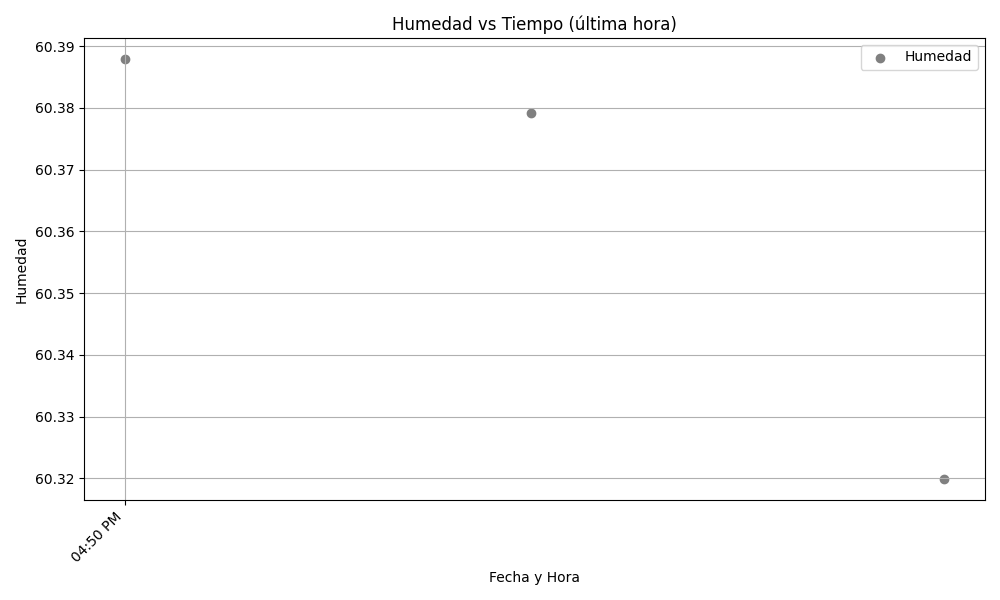 Humedad vs Tiempo (última hora)
Humedad
60.39
60.38
60.37
60.36
60.35
60.34
60.33
60.32
Humedad
04:50 PM
Fecha y Hora